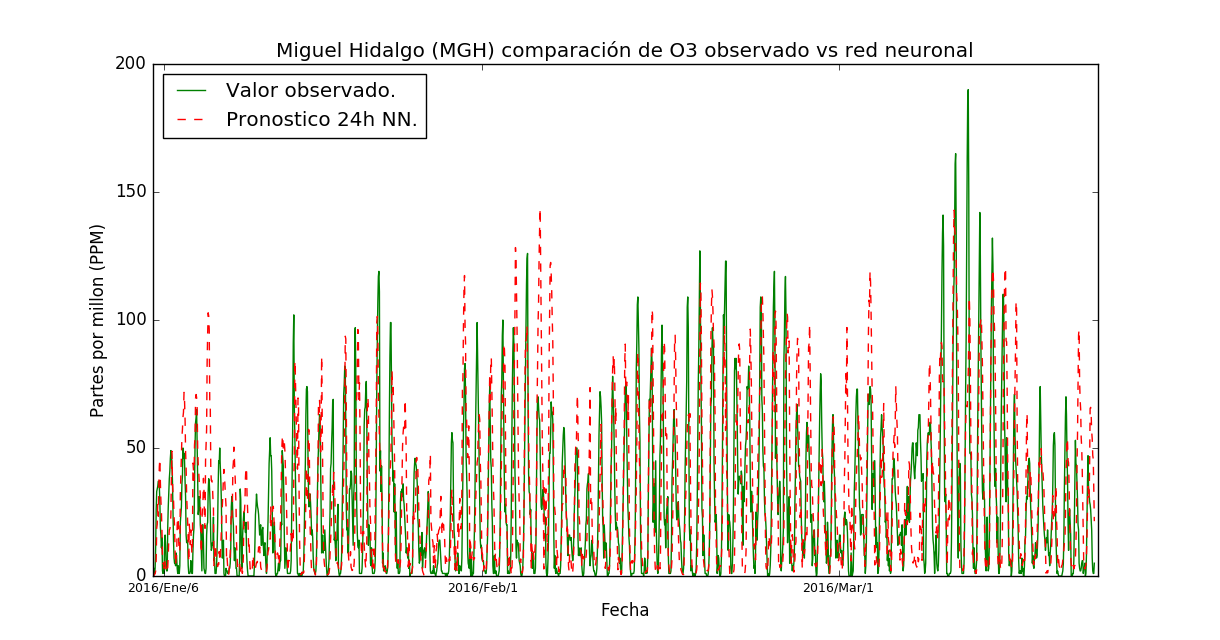 Miguel Hidalgo (MGH) comparación de O3 observado vs red neuronal
200
Valor observado.
Pronostico 24h NN.
150
100
50
0
Partes por millon (PPM)
2016/Ene/6
2016/Feb/1
2016/Mar/1
Fecha